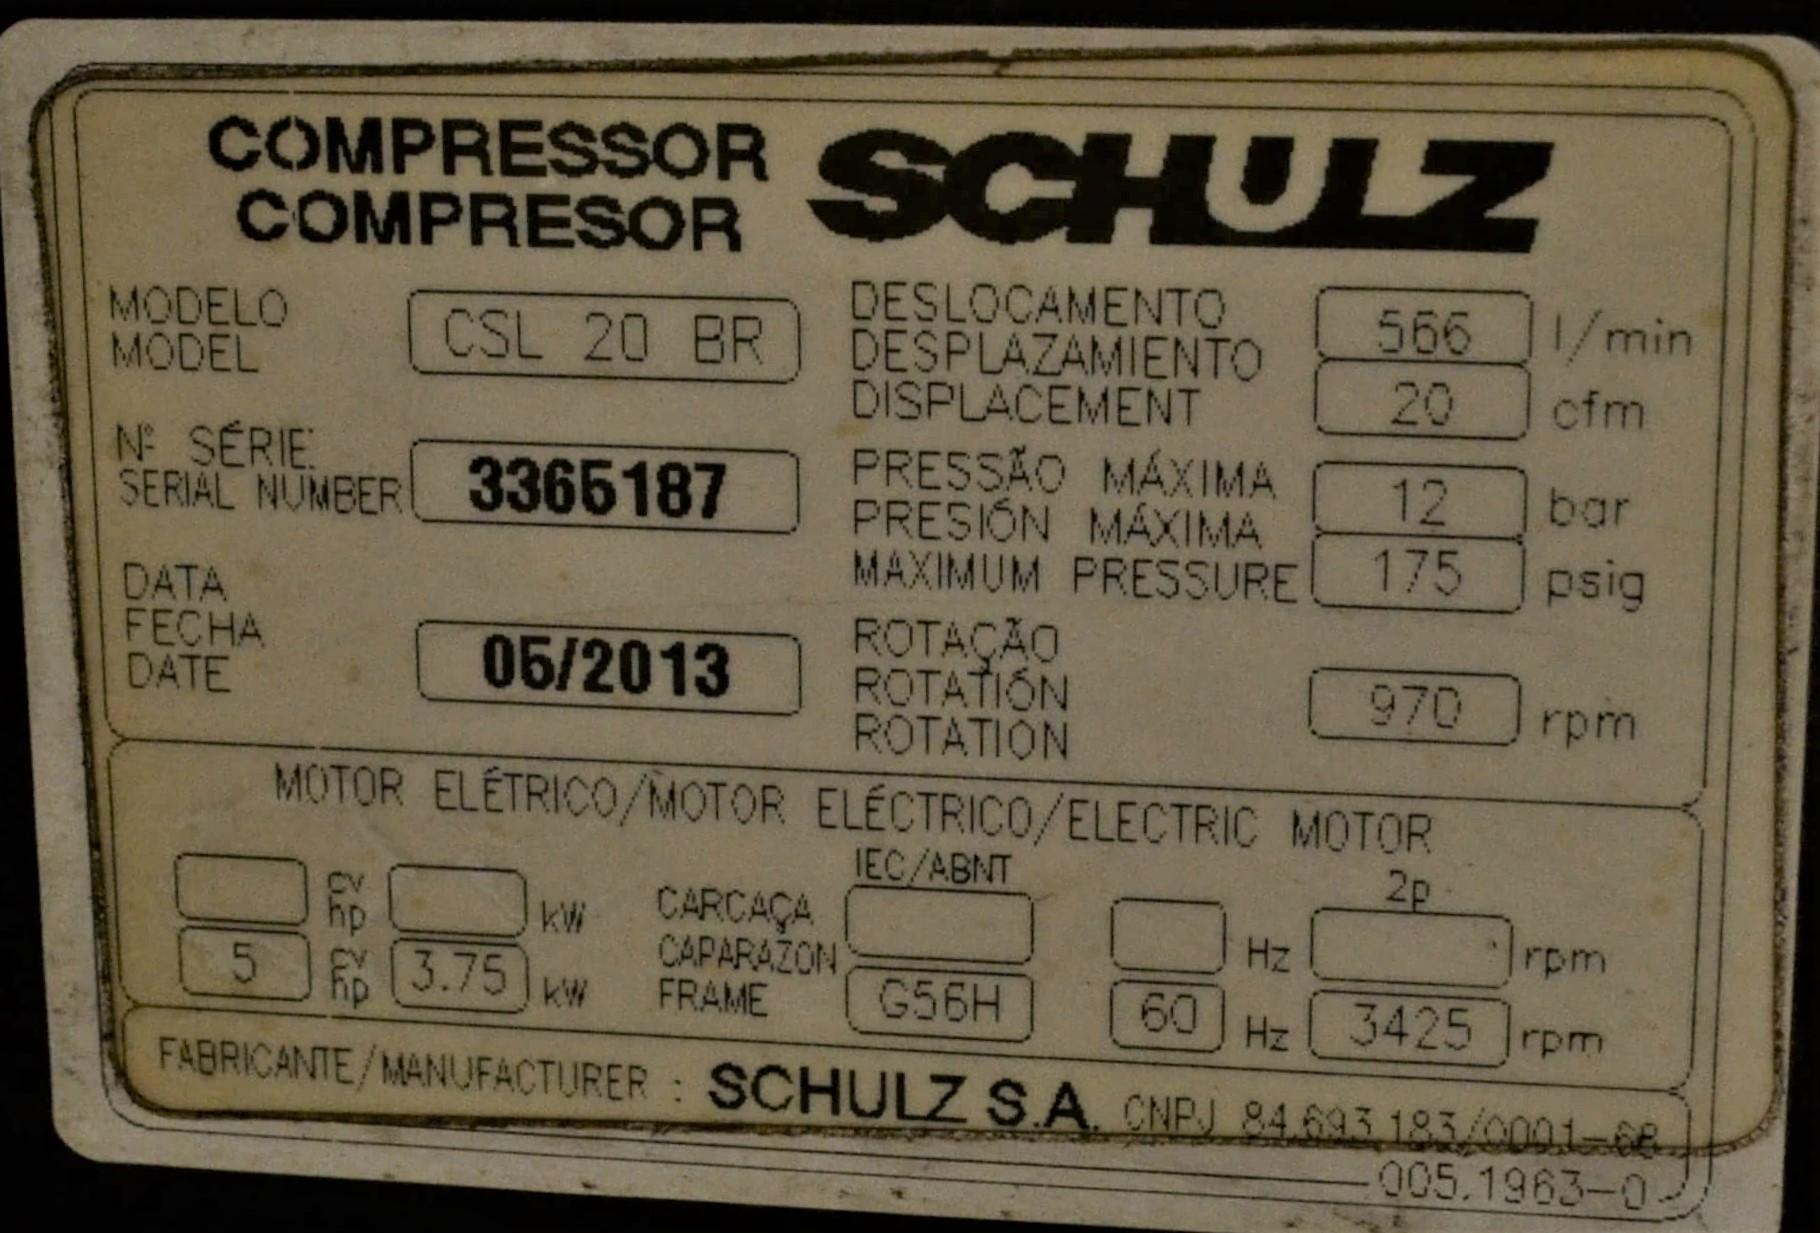 COMPRESSOR SCHULZ
COMPRESOR
MODELO
MODEL
CSL 20 BR
Nº SÉRIE
SERIAL NUMBER
3365187
DATA
FECHA
DATE
05/2013
DESLOCAMENTO
DESPLAZAMIENTO
DISPLACEMENT
566 l/min
20 cfm
PRESSÃO MÁXIMA
PRESIÓN MÁXIMA
MAXIMUM PRESSURE
12 bar
175 psig
ROTAÇÃO
ROTATIÓN
ROTATION
970 rpm
MOTOR ELÉTRICO/MOTOR ELÉCTRICO/ELECTRIC MOTOR
IEC/ABNT
2p
cv
hp
kW
CARCAÇA
CAPARAZON
FRAME
Hz
rpm
5
cv
hp
3.75 kW
G56H
60 Hz
3425 rpm
FABRICANTE/MANUFACTURER : SCHULZ S.A. CNPJ 84.693.183/0001-68
005.1963-0